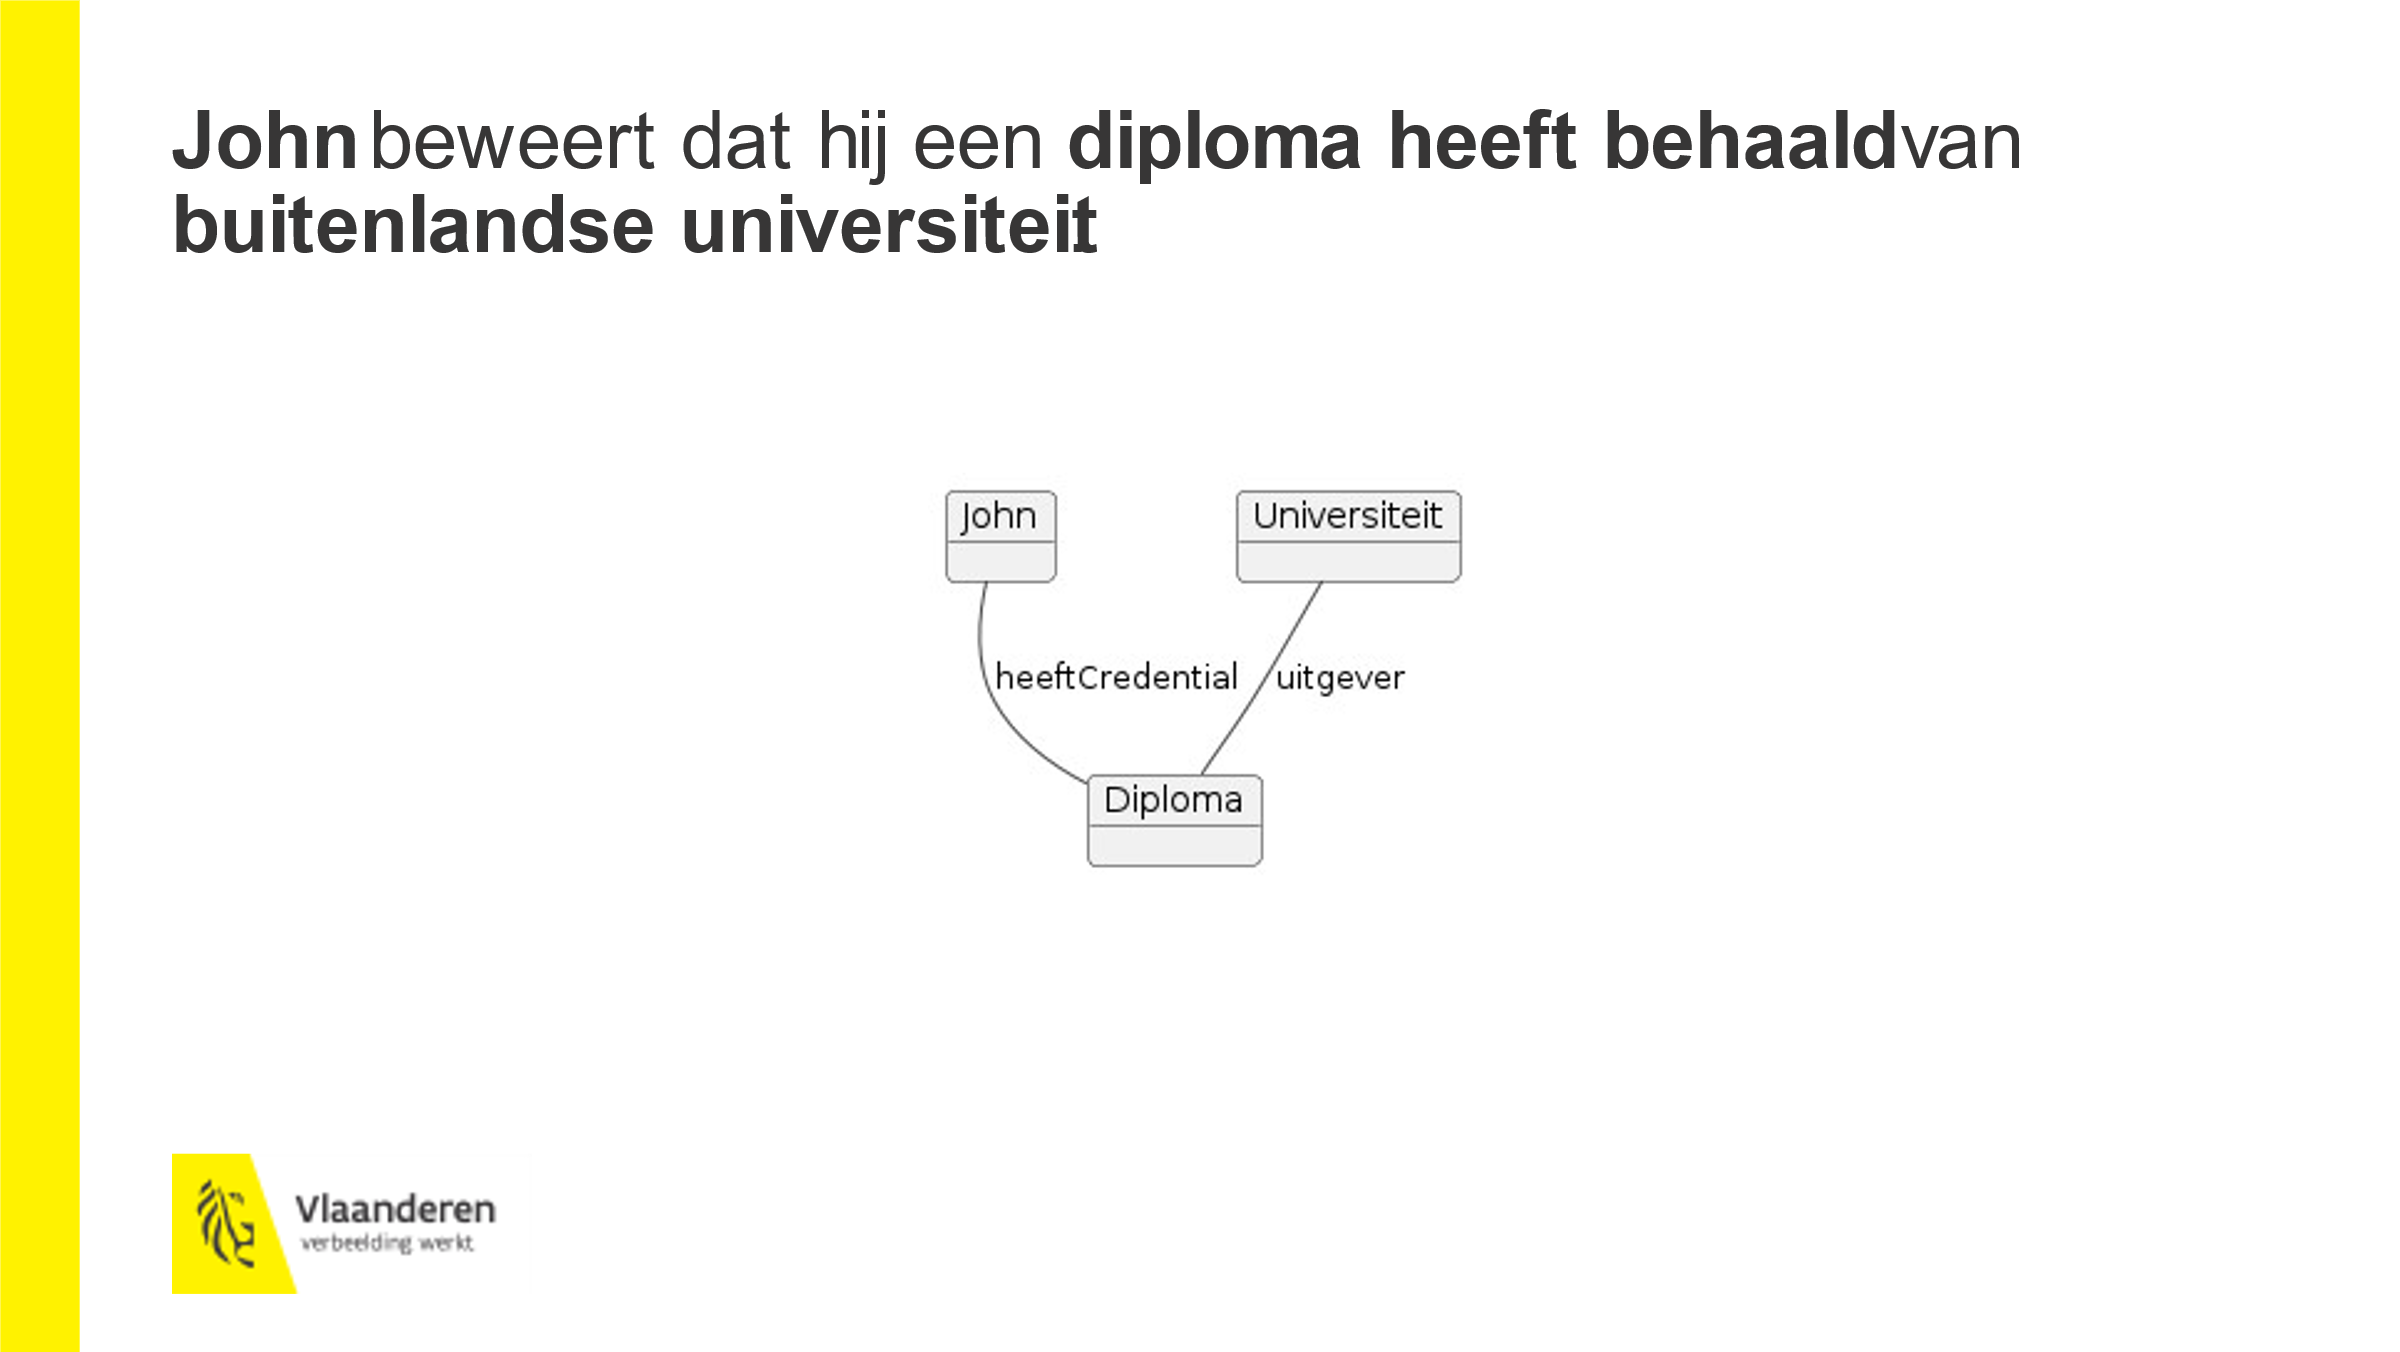 John beweert dat hij een diploma heeft behaald van
buitenlandse universiteit.
John
Universiteit
heeftCredential
uitgever
Diploma
Vlaanderen
verbeelding werkt